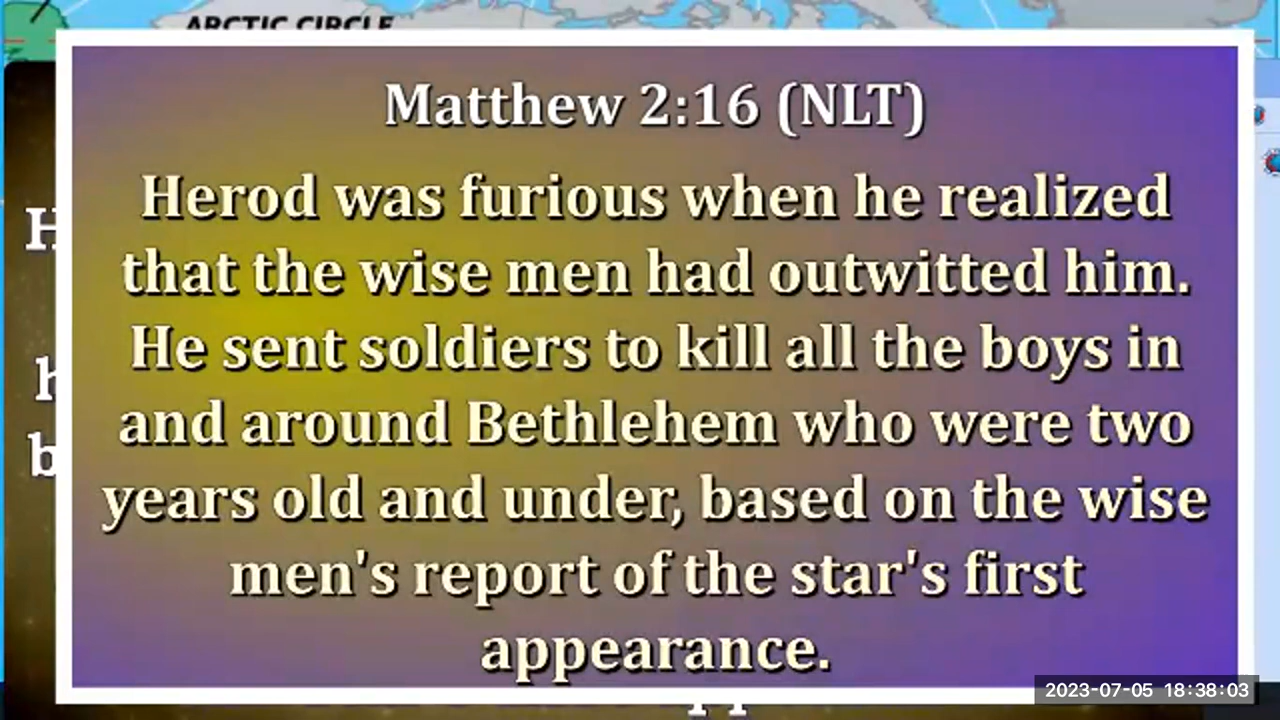 ARCTIC CIRCLE
Matthew 2:16 (NLT)
Herod was furious when he realized
that the wise men had outwitted him.
He sent soldiers to kill all the boys in
and around Bethlehem who were two
years old and under, based on the wise
men's report of the star's first
appearance.
2023-07-05 18:38:03